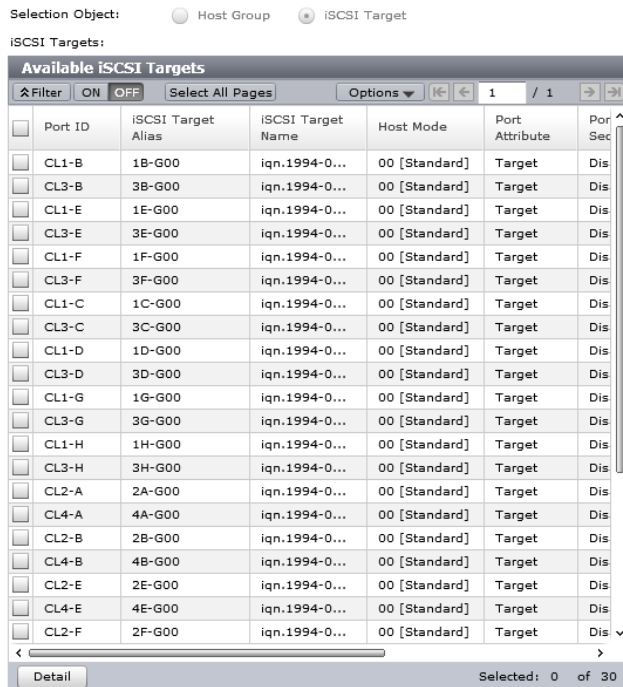 Selection Object: Host Group iSCSI Target
iSCSI Targets:
Available iSCSI Targets
Filter ON OFF Select All Pages Options 1 / 1
Port ID iSCSI Target Alias iSCSI Target Name Host Mode Port Attribute Por Sec
CL1-B 1B-G00 iqn.1994-0... 00 [Standard] Target Dis
CL3-B 3B-G00 iqn.1994-0... 00 [Standard] Target Dis
CL1-E 1E-G00 iqn.1994-0... 00 [Standard] Target Dis
CL3-E 3E-G00 iqn.1994-0... 00 [Standard] Target Dis
CL1-F 1F-G00 iqn.1994-0... 00 [Standard] Target Dis
CL3-F 3F-G00 iqn.1994-0... 00 [Standard] Target Dis
CL1-C 1C-G00 iqn.1994-0... 00 [Standard] Target Dis
CL3-C 3C-G00 iqn.1994-0... 00 [Standard] Target Dis
CL1-D 1D-G00 iqn.1994-0... 00 [Standard] Target Dis
CL3-D 3D-G00 iqn.1994-0... 00 [Standard] Target Dis
CL1-G 1G-G00 iqn.1994-0... 00 [Standard] Target Dis
CL3-G 3G-G00 iqn.1994-0... 00 [Standard] Target Dis
CL1-H 1H-G00 iqn.1994-0... 00 [Standard] Target Dis
CL3-H 3H-G00 iqn.1994-0... 00 [Standard] Target Dis
CL2-A 2A-G00 iqn.1994-0... 00 [Standard] Target Dis
CL4-A 4A-G00 iqn.1994-0... 00 [Standard] Target Dis
CL2-B 2B-G00 iqn.1994-0... 00 [Standard] Target Dis
CL4-B 4B-G00 iqn.1994-0... 00 [Standard] Target Dis
CL2-E 2E-G00 iqn.1994-0... 00 [Standard] Target Dis
CL4-E 4E-G00 iqn.1994-0... 00 [Standard] Target Dis
CL2-F 2F-G00 iqn.1994-0... 00 [Standard] Target Dis
Detail Selected: 0 of 30